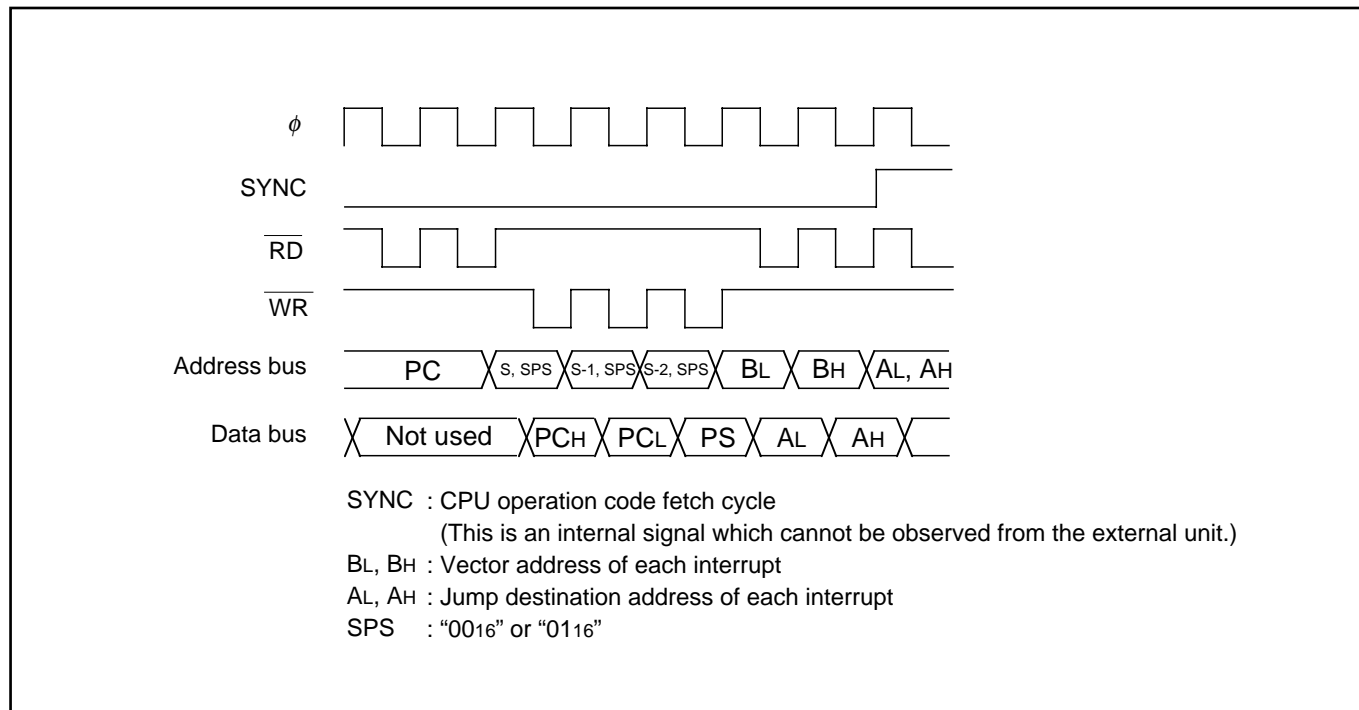 ϕ
SYNC
RD
WR
Address bus PC S, SPS S-1, SPS S-2, SPS BL BH AL, AH
Data bus Not used PCH PCL PS AL AH
SYNC : CPU operation code fetch cycle
(This is an internal signal which cannot be observed from the external unit.)
BL, BH : Vector address of each interrupt
AL, AH : Jump destination address of each interrupt
SPS : “0016” or “0116”